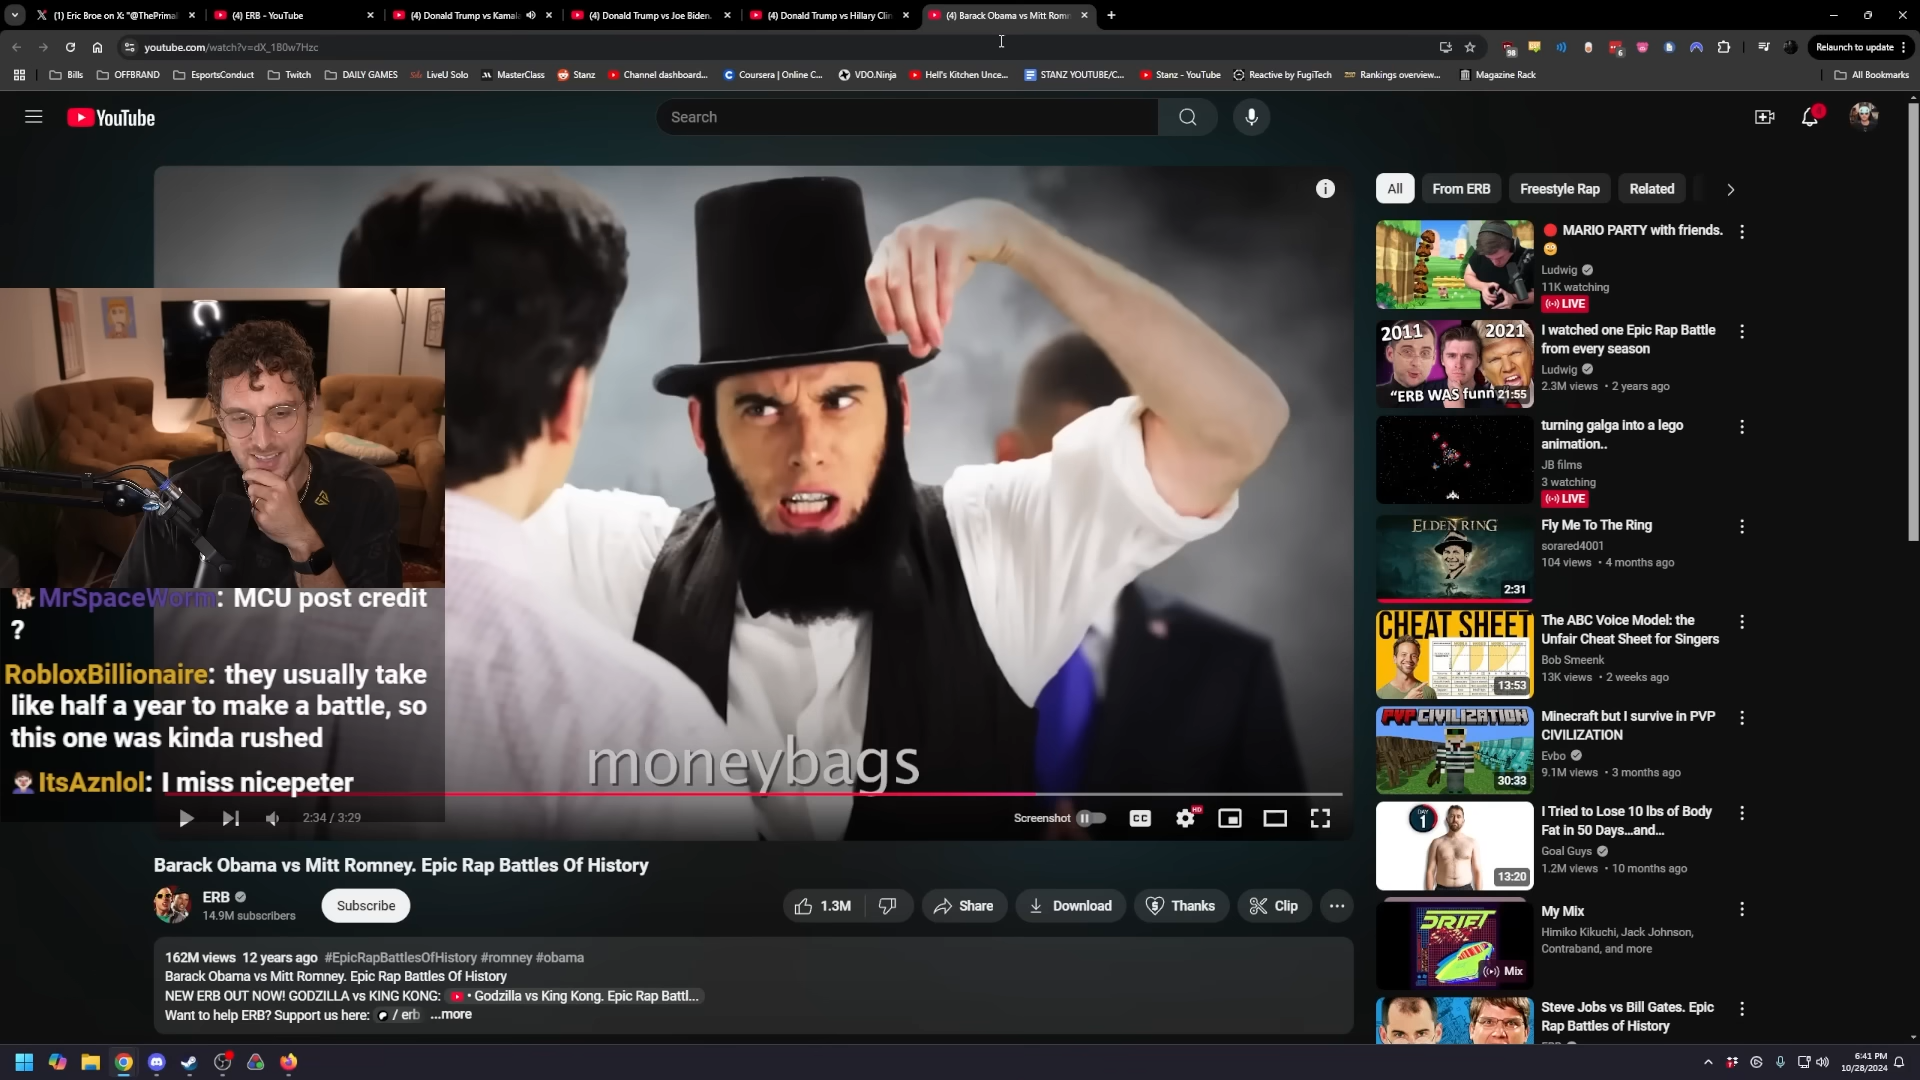 (1) Eric Broe on X: "@ThePrimal
(4) ERB - YouTube
(4) Donald Trump vs Kamala
(4) Donald Trump vs Joe Biden.
(4) Donald Trump vs Hillary Clin
(4) Barack Obama vs Mitt Romn
youtube.com/watch?v=dX_1B0w7Hzc
98
6
Relaunch to update
Bills
OFFBRAND
EsportsConduct
Twitch
DAILY GAMES
LiveU Solo
MasterClass
Stanz
Channel dashboard...
Coursera | Online C...
VDO.Ninja
Hell's Kitchen Unce...
STANZ YOUTUBE/C...
Stanz - YouTube
Reactive by FugiTech
Rankings overview...
Magazine Rack
All Bookmarks
YouTube
Search
All
From ERB
Freestyle Rap
Related
MARIO PARTY with friends.
Ludwig
11K watching
LIVE
2011
2021
"ERB WAS funn
21:55
I watched one Epic Rap Battle
from every season
Ludwig
2.3M views • 2 years ago
turning galga into a lego
animation..
JB films
3 watching
LIVE
ELDEN RING
2:31
Fly Me To The Ring
sorared4001
104 views • 4 months ago
CHEAT SHEET
13:53
The ABC Voice Model: the
Unfair Cheat Sheet for Singers
Bob Smeenk
13K views • 2 weeks ago
PVP CIVILIZATION
30:33
Minecraft but I survive in PVP
CIVILIZATION
Evbo
9.1M views • 3 months ago
DAY
1
13:20
I Tried to Lose 10 lbs of Body
Fat in 50 Days...and...
Goal Guys
1.2M views • 10 months ago
DRIFT
Mix
My Mix
Himiko Kikuchi, Jack Johnson,
Contraband, and more
Steve Jobs vs Bill Gates. Epic
Rap Battles of History
MrSpaceWorm: MCU post credit
?
RobloxBillionaire: they usually take
like half a year to make a battle, so
this one was kinda rushed
ItsAznlol: I miss nicepeter
moneybags
2:34 / 3:29
Screenshot
CC
HD
Barack Obama vs Mitt Romney. Epic Rap Battles Of History
ERB
14.9M subscribers
Subscribe
1.3M
Share
Download
Thanks
Clip
162M views 12 years ago #EpicRapBattlesOfHistory #romney #obama
Barack Obama vs Mitt Romney. Epic Rap Battles Of History
NEW ERB OUT NOW! GODZILLA vs KING KONG: • Godzilla vs King Kong. Epic Rap Battl...
Want to help ERB? Support us here: / erb ...more
6:41 PM
10/28/2024